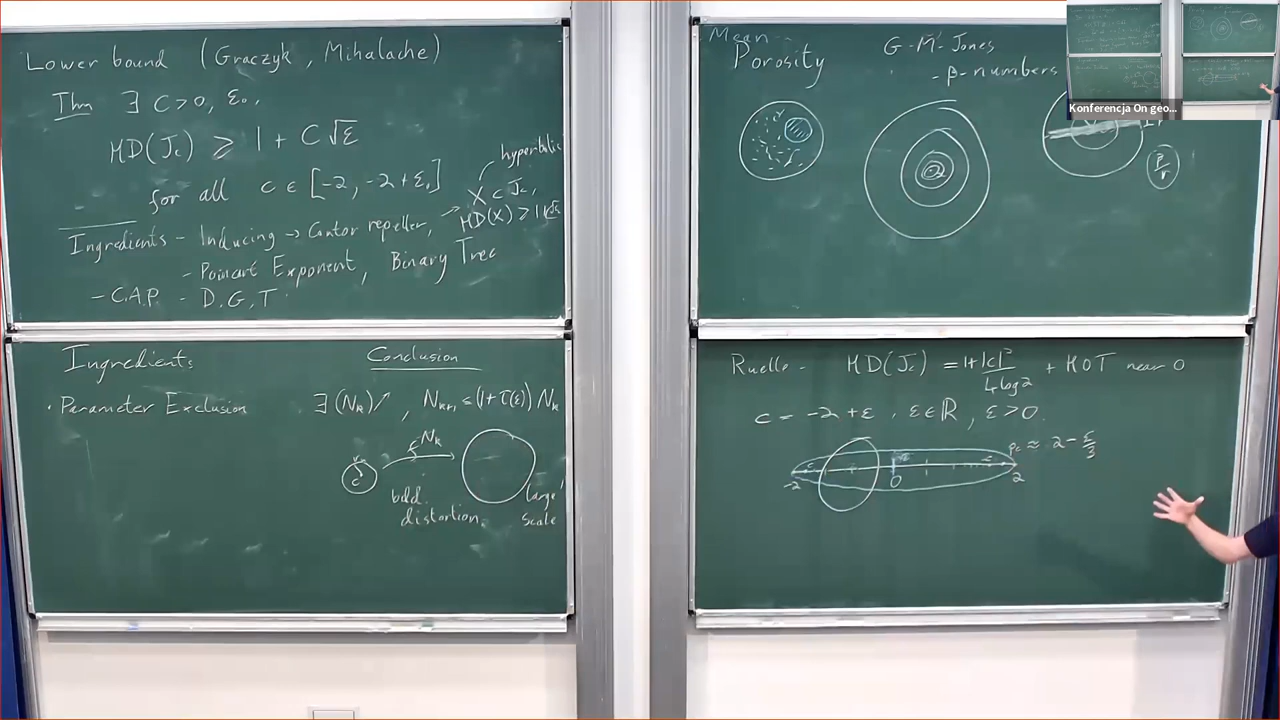 Lower bound (Graczyk, Mihalache)
Thm ∃ C>0, ε₀,
HD(J_c) ≥ 1 + C√ε
for all c ∈ [-2, -2+ε,]
hyperbolic
X ⊂ J_c,
HD(X) > 1
Ingredients - Inducing → Cantor repeller,
- Poincaré Exponent, Binary Tree
- C.A.P. - D.G.T.
Ingredients
· Parameter Exclusion
Conclusion
∃(N_k)↗, N_{k+1} ≤ (1+τ(ε)) N_k
N_k
c
bdd
distortion
large
scale
Mean
Porosity
G-M-Jones
- β-numbers
β/r
Ruelle - HD(J_c) = 1+|c|²/4log2 + HOT near 0
c = -2+ε, ε∈ℝ, ε>0.
p_c ≈ 2 - ε/3
-2
0
2
Konferencja On geo...